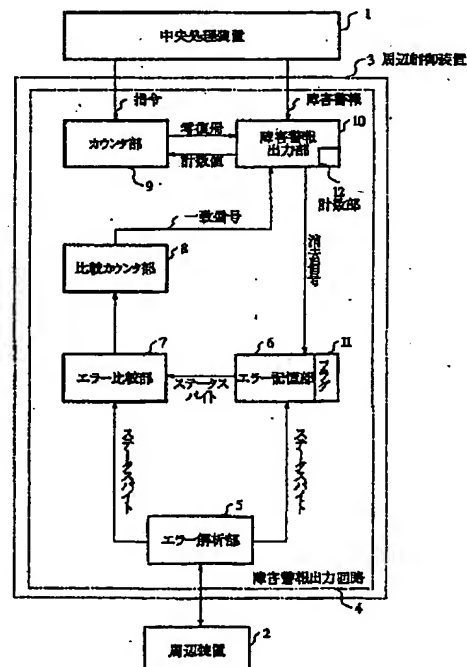 1
中央処理装置
3 周辺制御装置
指令
障害警報
零信号
計数値
カウンタ部
9
障害警報
出力部
10
12
計数部
一致信号
消去信号
比較カウンタ部
8
エラー比較部
7
ステータス
バイト
6
エラー記憶部
フラグ
11
ステータスバイト
ステータスバイト
5
エラー解析部
障害警報出力回路
4
周辺装置
2